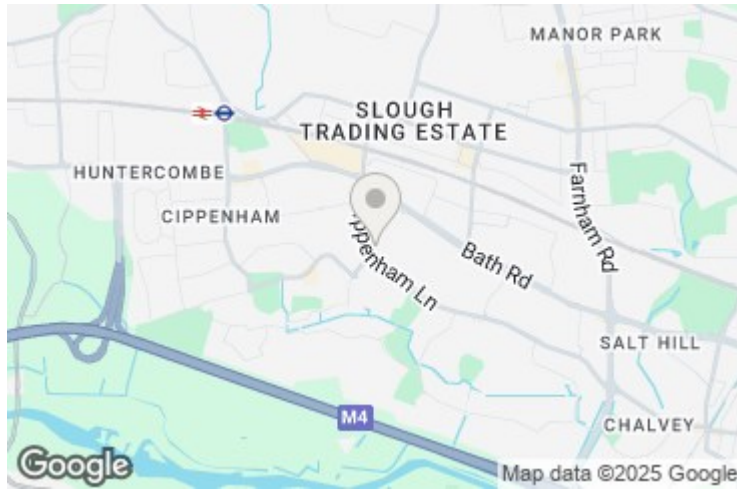 MANOR PARK
SLOUGH
TRADING ESTATE
HUNTERCOMBE
CIPPENHAM
Farnham Rd
ippenham Ln
Bath Rd
SALT HILL
M4
CHALVEY
Google
Map data ©2025 Google